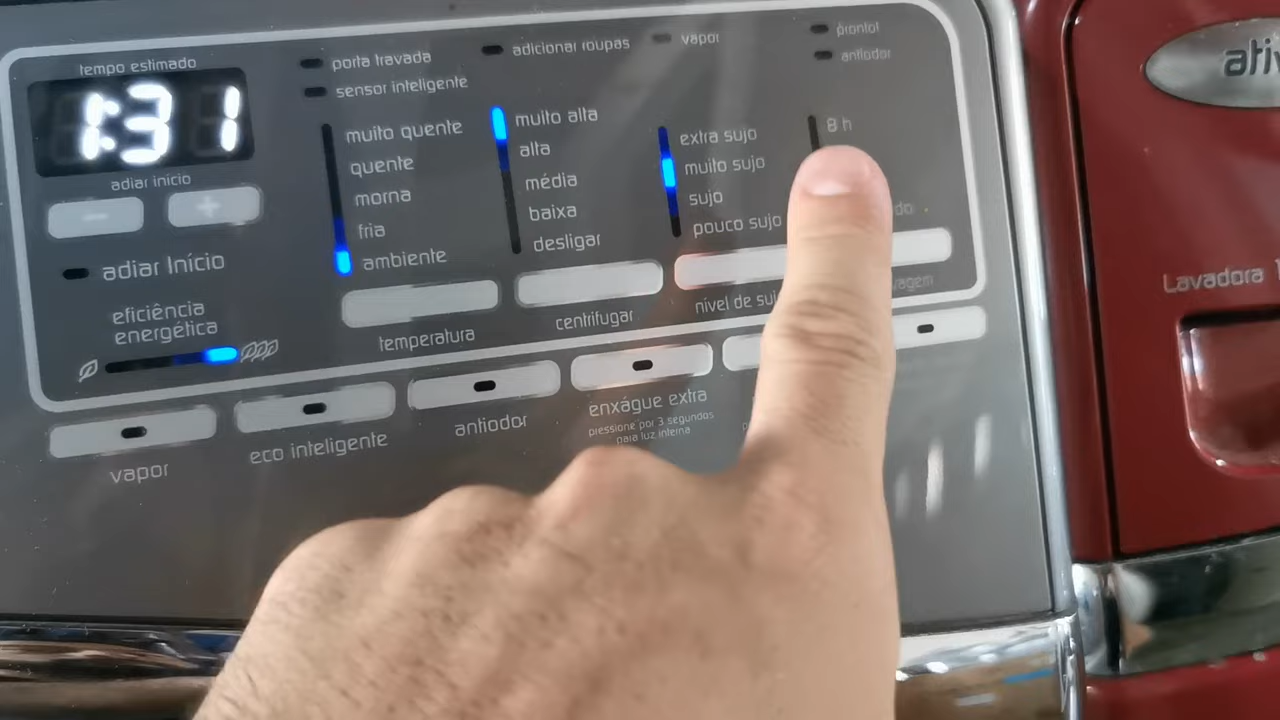 tempo estimado
1:31
adiar início
−
+
adiar Início
eficiência
energética
porta travada
sensor inteligente
adicionar roupas
vapor
pronto!
antiodor
muito quente
quente
morna
fria
ambiente
temperatura
muito alta
alta
média
baixa
desligar
centrifugar
extra sujo
muito sujo
sujo
pouco sujo
nível de suj
8 h
vapor
eco inteligente
antiodor
enxágue extra
pressione por 3 segundos
para luz interna
ativ
Lavadora